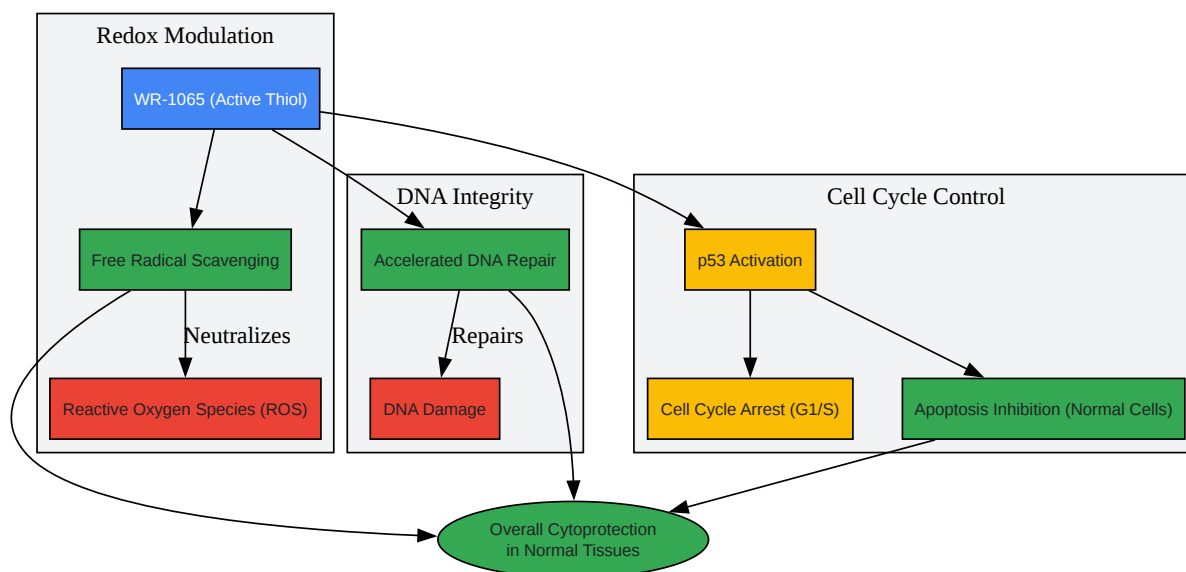 Redox Modulation
WR-1065 (Active Thiol)
DNA Integrity
Cell Cycle Control
Free Radical Scavenging
Accelerated DNA Repair
p53 Activation
Neutralizes
Repairs
Reactive Oxygen Species (ROS)
DNA Damage
Cell Cycle Arrest (G1/S)
Apoptosis Inhibition (Normal Cells)
Overall Cytoprotection
in Normal Tissues